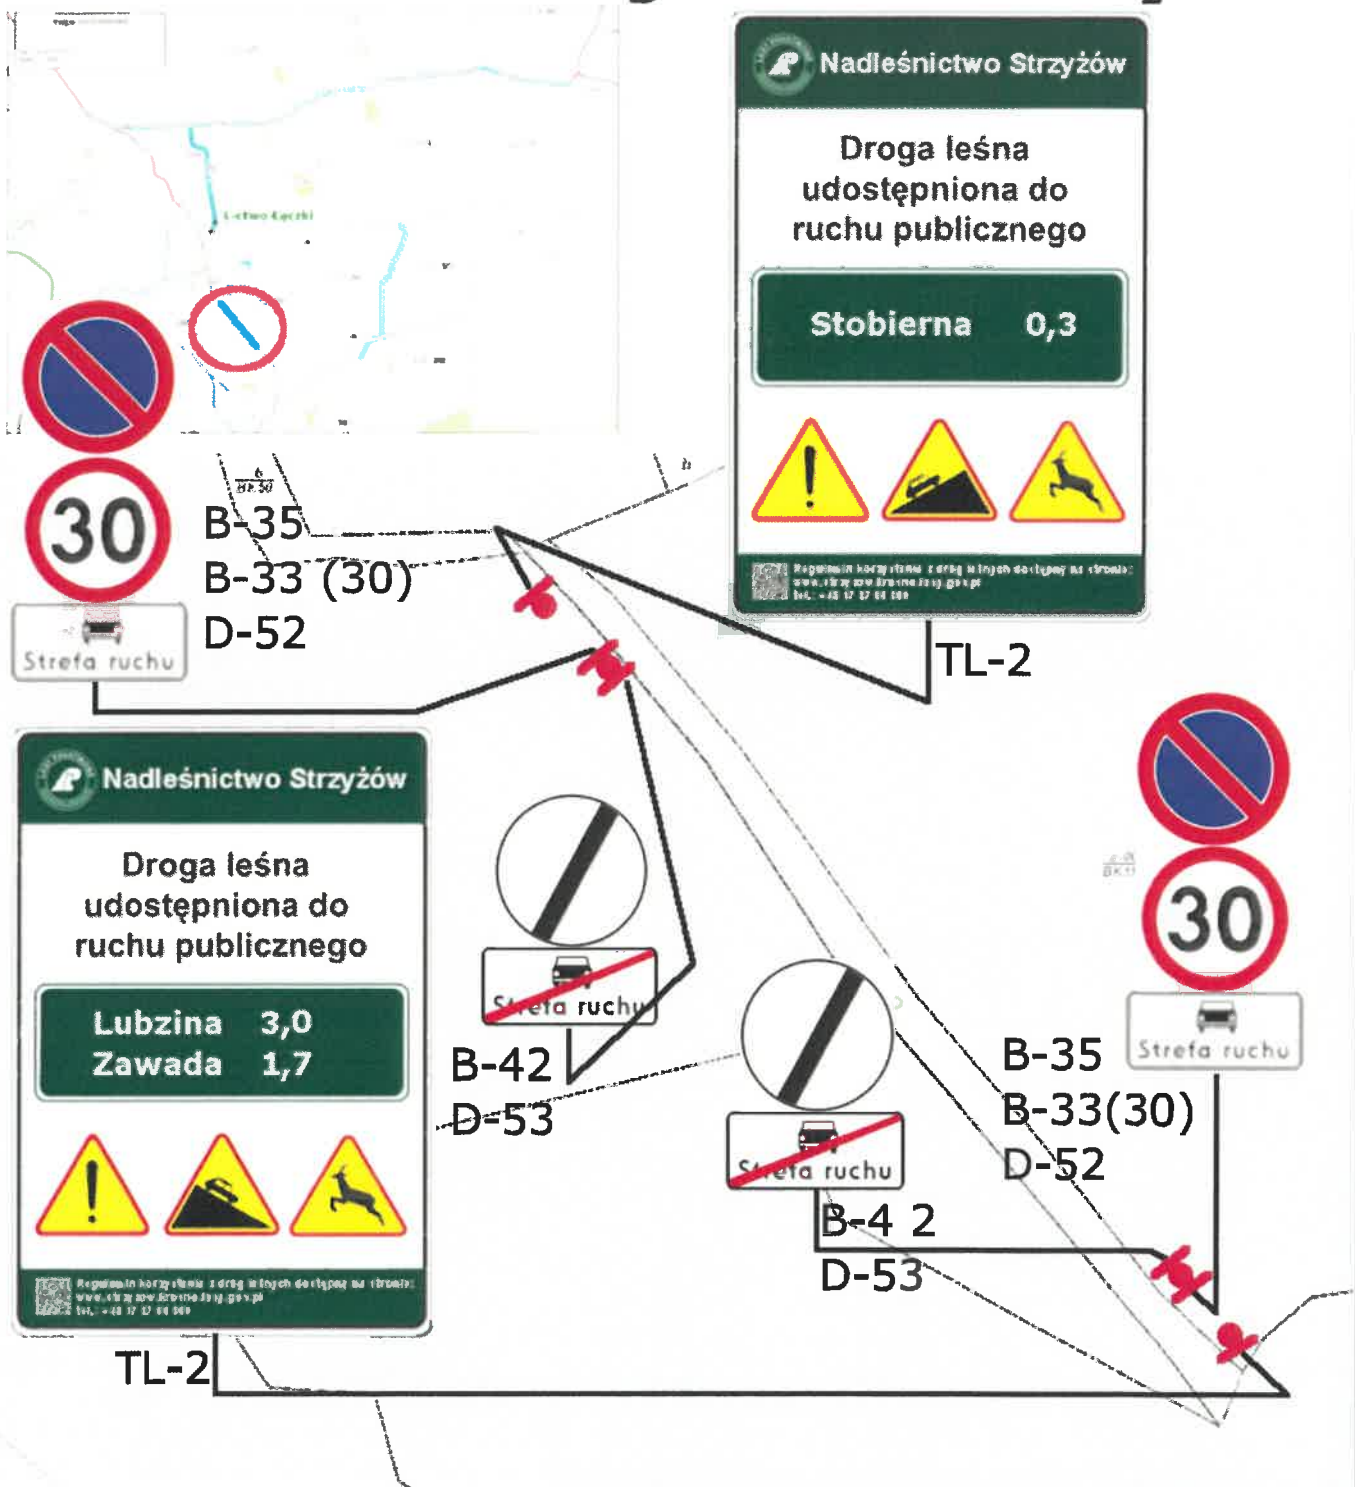 Nadleśnictwo Strzyżów
Droga leśna
udostępniona do
ruchu publicznego
Stobierna 0,3
TL-2
30
Strefa ruchu
B-35
B-33 (30)
D-52
Nadleśnictwo Strzyżów
Droga leśna
udostępniona do
ruchu publicznego
Lubzina 3,0
Zawada 1,7
TL-2
Strefa ruchu
B-42
D-53
Strefa ruchu
B-4 2
D-53
30
Strefa ruchu
B-35
B-33(30)
D-52